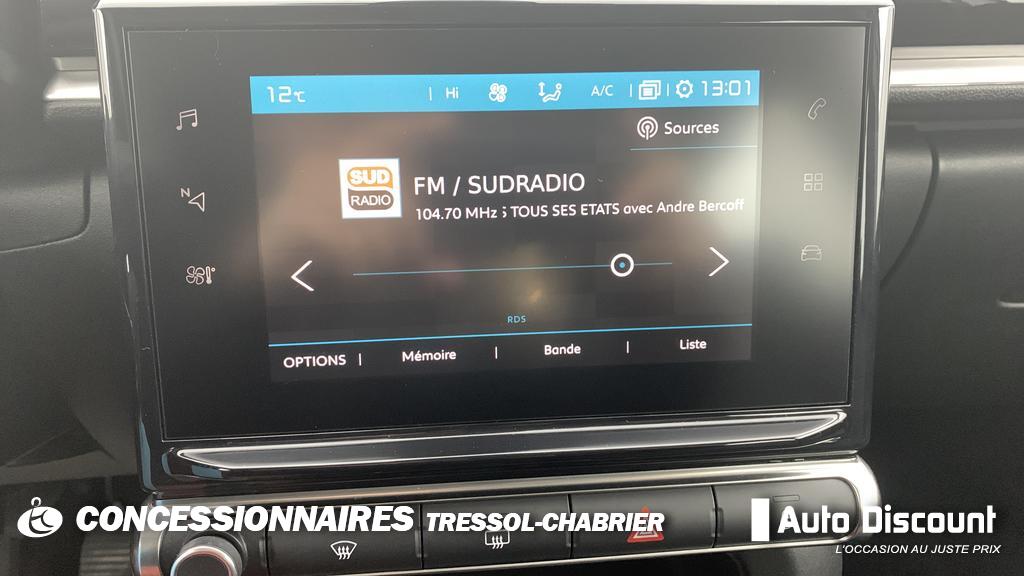 12°C | Hi A/C | | 13:01
Sources
SUD
RADIO
FM / SUDRADIO
104.70 MHz S TOUS SES ETATS avec Andre Bercoff
N
RDS
OPTIONS | Mémoire | Bande | Liste
CONCESSIONNAIRES TRESSOL-CHABRIER
Auto Discount
L'OCCASION AU JUSTE PRIX